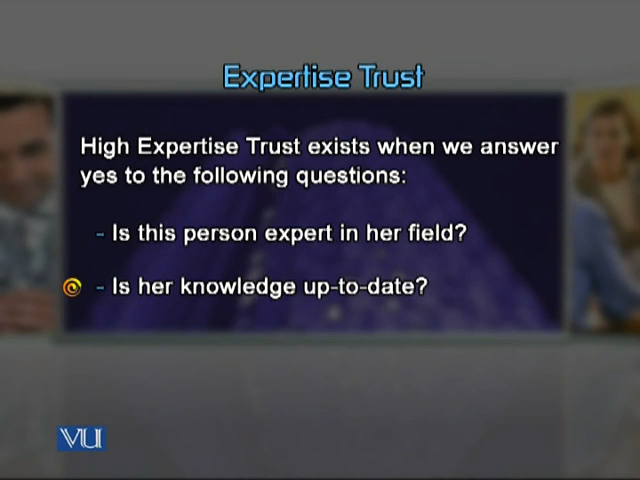 Expertise Trust
High Expertise Trust exists when we answer
yes to the following questions:
- Is this person expert in her field?
- Is her knowledge up-to-date?
VU